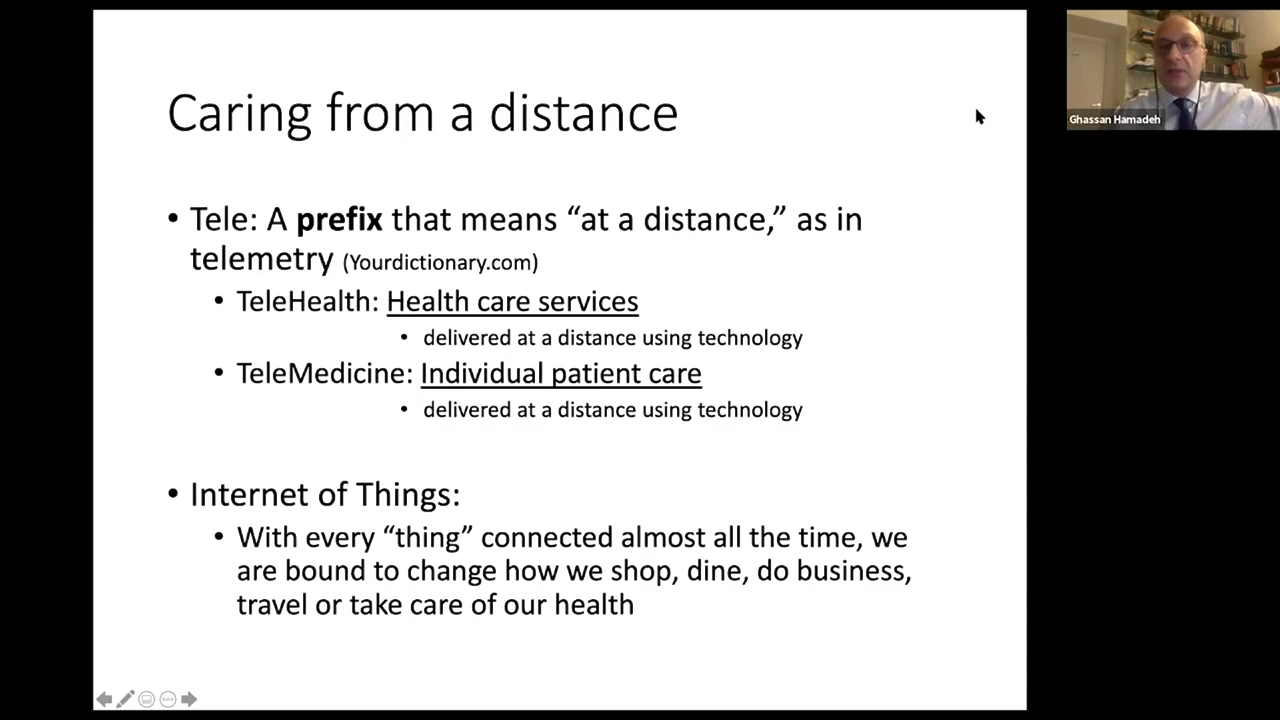 Caring from a distance
• Tele: A prefix that means “at a distance,” as in
telemetry (Yourdictionary.com)
• TeleHealth: Health care services
• delivered at a distance using technology
• TeleMedicine: Individual patient care
• delivered at a distance using technology
• Internet of Things:
• With every “thing” connected almost all the time, we
are bound to change how we shop, dine, do business,
travel or take care of our health
Ghassan Hamadeh